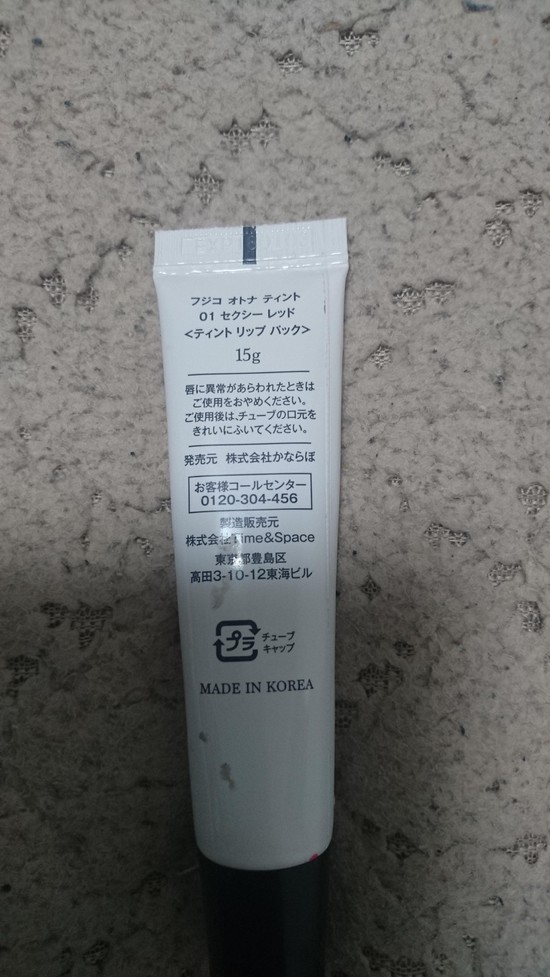 フジコ オトナ ティント
01 セクシー レッド
<ティント リップ パック>
15g
唇に異常があらわれたときは
ご使用をおやめください。
ご使用後は、チューブの口元を
きれいにふいてください。
発売元 株式会社かならぼ
お客様コールセンター
0120-304-456
製造販売元
株式会社Time&Space
東京都豊島区
高田3-10-12東海ビル
プラ
チューブ
キャップ
MADE IN KOREA